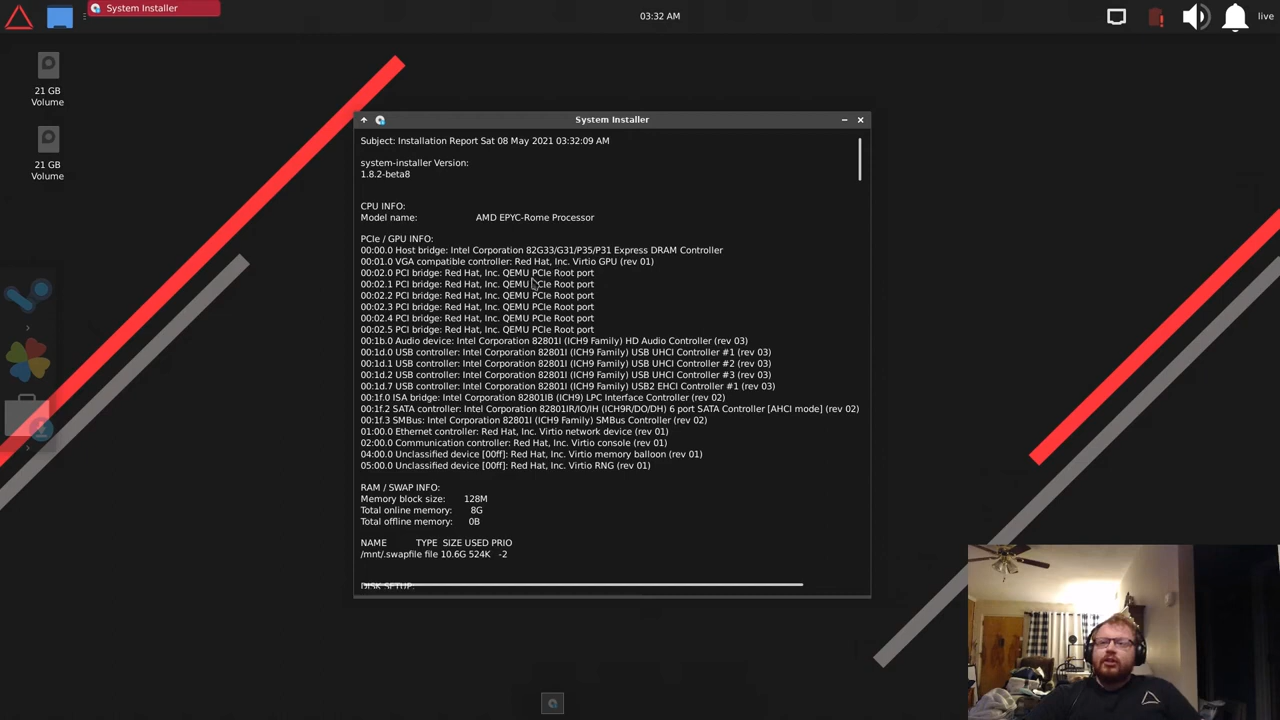 System Installer
03:32 AM
live
21 GB
Volume
21 GB
Volume
System Installer
Subject: Installation Report Sat 08 May 2021 03:32:09 AM
system-installer Version:
1.8.2-beta8
CPU INFO:
Model name: AMD EPYC-Rome Processor
PCIe / GPU INFO:
00:00.0 Host bridge: Intel Corporation 82G33/G31/P35/P31 Express DRAM Controller
00:01.0 VGA compatible controller: Red Hat, Inc. Virtio GPU (rev 01)
00:02.0 PCI bridge: Red Hat, Inc. QEMU PCIe Root port
00:02.1 PCI bridge: Red Hat, Inc. QEMU PCIe Root port
00:02.2 PCI bridge: Red Hat, Inc. QEMU PCIe Root port
00:02.3 PCI bridge: Red Hat, Inc. QEMU PCIe Root port
00:02.4 PCI bridge: Red Hat, Inc. QEMU PCIe Root port
00:02.5 PCI bridge: Red Hat, Inc. QEMU PCIe Root port
00:1b.0 Audio device: Intel Corporation 82801I (ICH9 Family) HD Audio Controller (rev 03)
00:1d.0 USB controller: Intel Corporation 82801I (ICH9 Family) USB UHCI Controller #1 (rev 03)
00:1d.1 USB controller: Intel Corporation 82801I (ICH9 Family) USB UHCI Controller #2 (rev 03)
00:1d.2 USB controller: Intel Corporation 82801I (ICH9 Family) USB UHCI Controller #3 (rev 03)
00:1d.7 USB controller: Intel Corporation 82801I (ICH9 Family) USB2 EHCI Controller #1 (rev 03)
00:1f.0 ISA bridge: Intel Corporation 82801IB (ICH9) LPC Interface Controller (rev 02)
00:1f.2 SATA controller: Intel Corporation 82801IR/IO/IH (ICH9R/DO/DH) 6 port SATA Controller [AHCI mode] (rev 02)
00:1f.3 SMBus: Intel Corporation 82801I (ICH9 Family) SMBus Controller (rev 02)
01:00.0 Ethernet controller: Red Hat, Inc. Virtio network device (rev 01)
02:00.0 Communication controller: Red Hat, Inc. Virtio console (rev 01)
04:00.0 Unclassified device [00ff]: Red Hat, Inc. Virtio memory balloon (rev 01)
05:00.0 Unclassified device [00ff]: Red Hat, Inc. Virtio RNG (rev 01)
RAM / SWAP INFO:
Memory block size: 128M
Total online memory: 8G
Total offline memory: 0B
NAME TYPE SIZE USED PRIO
/mnt/.swapfile file 10.6G 524K -2
DISK SETUP: